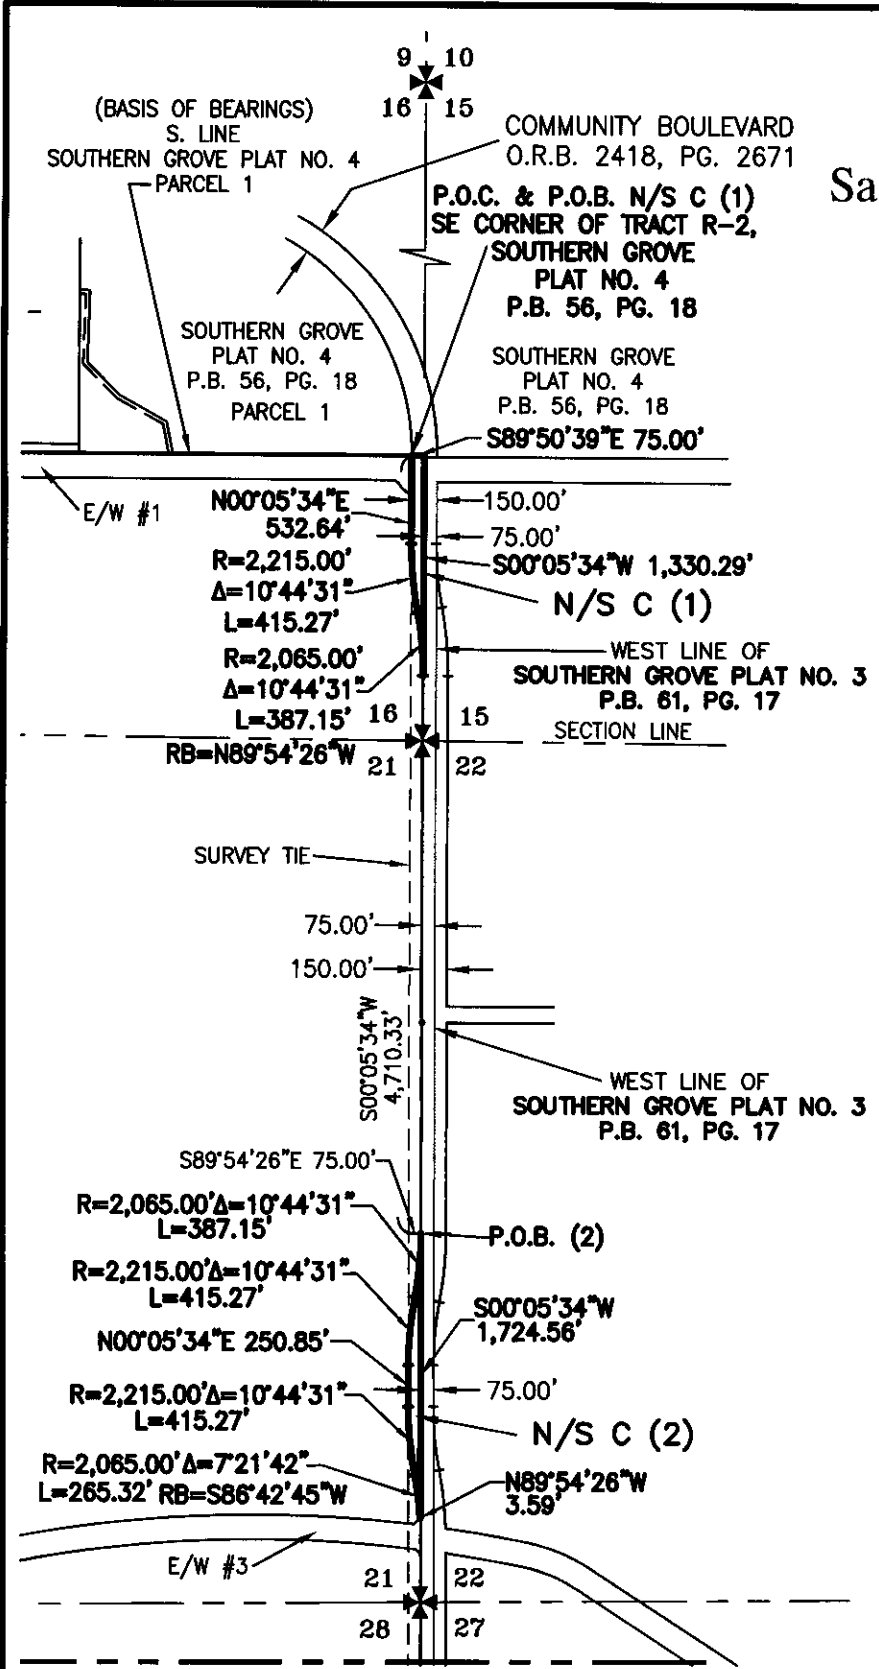 9 10
16 15
(BASIS OF BEARINGS)
S. LINE
SOUTHERN GROVE PLAT NO. 4
PARCEL 1
COMMUNITY BOULEVARD
O.R.B. 2418, PG. 2671
Sa
P.O.C. & P.O.B. N/S C (1)
SE CORNER OF TRACT R-2,
SOUTHERN GROVE
PLAT NO. 4
P.B. 56, PG. 18
SOUTHERN GROVE
PLAT NO. 4
P.B. 56, PG. 18
PARCEL 1
SOUTHERN GROVE
PLAT NO. 4
P.B. 56, PG. 18
S89°50'39"E 75.00'
E/W #1
N00°05'34"E
532.64'
150.00'
75.00'
R=2,215.00'
Δ=10°44'31"
L=415.27'
S00°05'34"W 1,330.29'
N/S C (1)
R=2,065.00'
Δ=10°44'31"
L=387.15'
RB=N89°54'26"W
WEST LINE OF
SOUTHERN GROVE PLAT NO. 3
P.B. 61, PG. 17
16 15
SECTION LINE
21 22
SURVEY TIE
75.00'
150.00'
S00°05'34"W
4,710.33'
WEST LINE OF
SOUTHERN GROVE PLAT NO. 3
P.B. 61, PG. 17
S89°54'26"E 75.00'
R=2,065.00'Δ=10°44'31"
L=387.15'
P.O.B. (2)
R=2,215.00'Δ=10°44'31"
L=415.27'
S00°05'34"W
1,724.56'
N00°05'34"E 250.85'
75.00'
R=2,215.00'Δ=10°44'31"
L=415.27'
N/S C (2)
R=2,065.00'Δ=7°21'42"
L=265.32' RB=S86°42'45"W
N89°54'26"W
3.59'
E/W #3
21 22
28 27